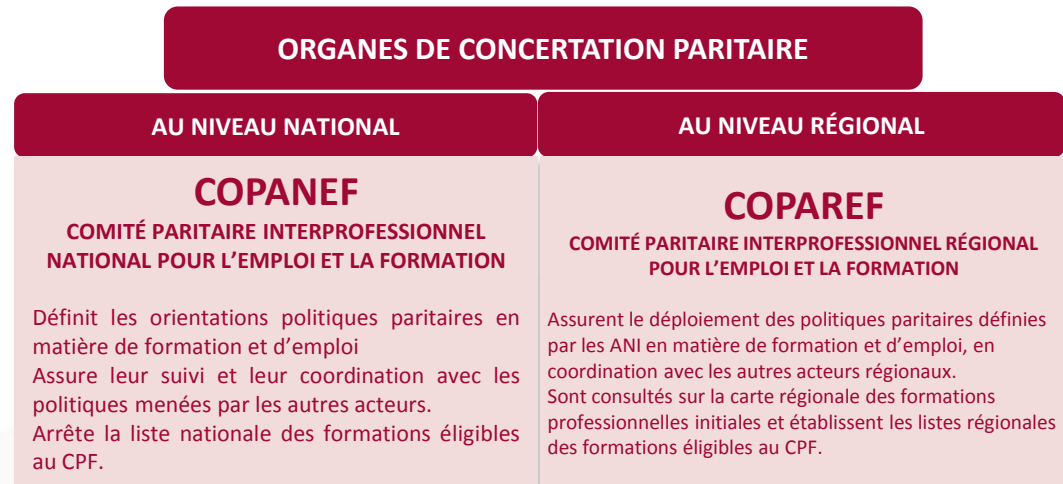 ORGANES DE CONCERTATION PARITAIRE
AU NIVEAU NATIONAL
COPANEF
COMITÉ PARITAIRE INTERPROFESSIONNEL
NATIONAL POUR L’EMPLOI ET LA FORMATION
Définit les orientations politiques paritaires en
matière de formation et d’emploi
Assure leur suivi et leur coordination avec les
politiques menées par les autres acteurs.
Arrête la liste nationale des formations éligibles
au CPF.
AU NIVEAU RÉGIONAL
COPAREF
COMITÉ PARITAIRE INTERPROFESSIONNEL RÉGIONAL
POUR L’EMPLOI ET LA FORMATION
Assurent le déploiement des politiques paritaires définies
par les ANI en matière de formation et d’emploi, en
coordination avec les autres acteurs régionaux.
Sont consultés sur la carte régionale des formations
professionnelles initiales et établissent les listes régionales
des formations éligibles au CPF.